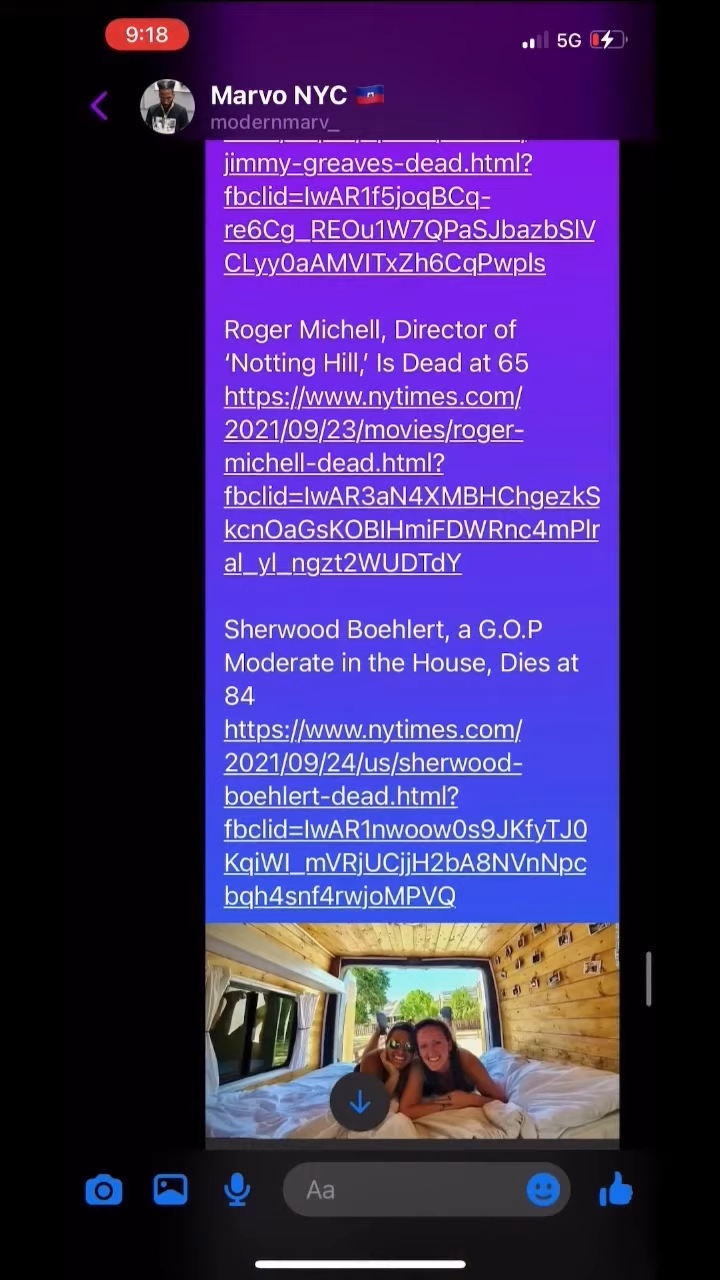 9:18
5G
Marvo NYC 🇭🇹
modernmarv_
jimmy-greaves-dead.html?
fbclid=IwAR1f5joqBCq-
re6Cg_REOu1W7QPaSJbazbSlV
CLyy0aAMVITxZh6CqPwpls
Roger Michell, Director of
‘Notting Hill,’ Is Dead at 65
https://www.nytimes.com/
2021/09/23/movies/roger-
michell-dead.html?
fbclid=IwAR3aN4XMBHChgezkS
kcnOaGsKOBIHmiFDWRnc4mPlr
al_yl_ngzt2WUDTdY
Sherwood Boehlert, a G.O.P
Moderate in the House, Dies at
84
https://www.nytimes.com/
2021/09/24/us/sherwood-
boehlert-dead.html?
fbclid=IwAR1nwoow0s9JKfyTJ0
KqiWI_mVRjUCjjH2bA8NVnNpc
bqh4snf4rwjoMPVQ
Aa